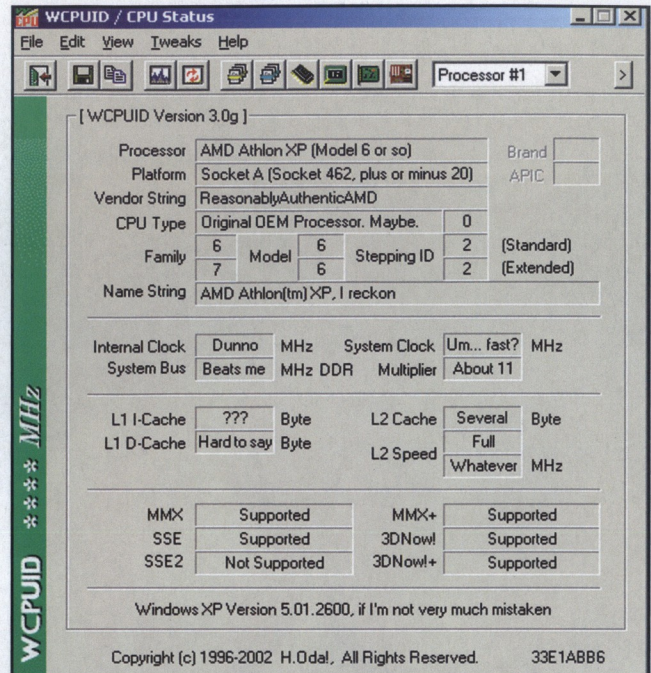 WCPUID / CPU Status
File Edit View Tweaks Help
Processor #1 >
[ WCPUID Version 3.0g ]
Processor AMD Athlon XP (Model 6 or so) Brand
Platform Socket A (Socket 462, plus or minus 20) APIC
Vendor String ReasonablyAuthenticAMD
CPU Type Original OEM Processor. Maybe. 0
Family 6 Model 6 Stepping ID 2 (Standard)
7 6 2 (Extended)
Name String AMD Athlon(tm) XP, I reckon
Internal Clock Dunno MHz System Clock Um... fast? MHz
System Bus Beats me MHz DDR Multiplier About 11
L1 I-Cache ??? Byte L2 Cache Several Byte
L1 D-Cache Hard to say Byte L2 Speed Full
Whatever MHz
MMX Supported MMX+ Supported
SSE Supported 3DNow! Supported
SSE2 Not Supported 3DNow!+ Supported
Windows XP Version 5.01.2600, if I'm not very much mistaken
Copyright (c) 1996-2002 H.Oda!, All Rights Reserved. 33E1ABB6
WCPUID **** MHz